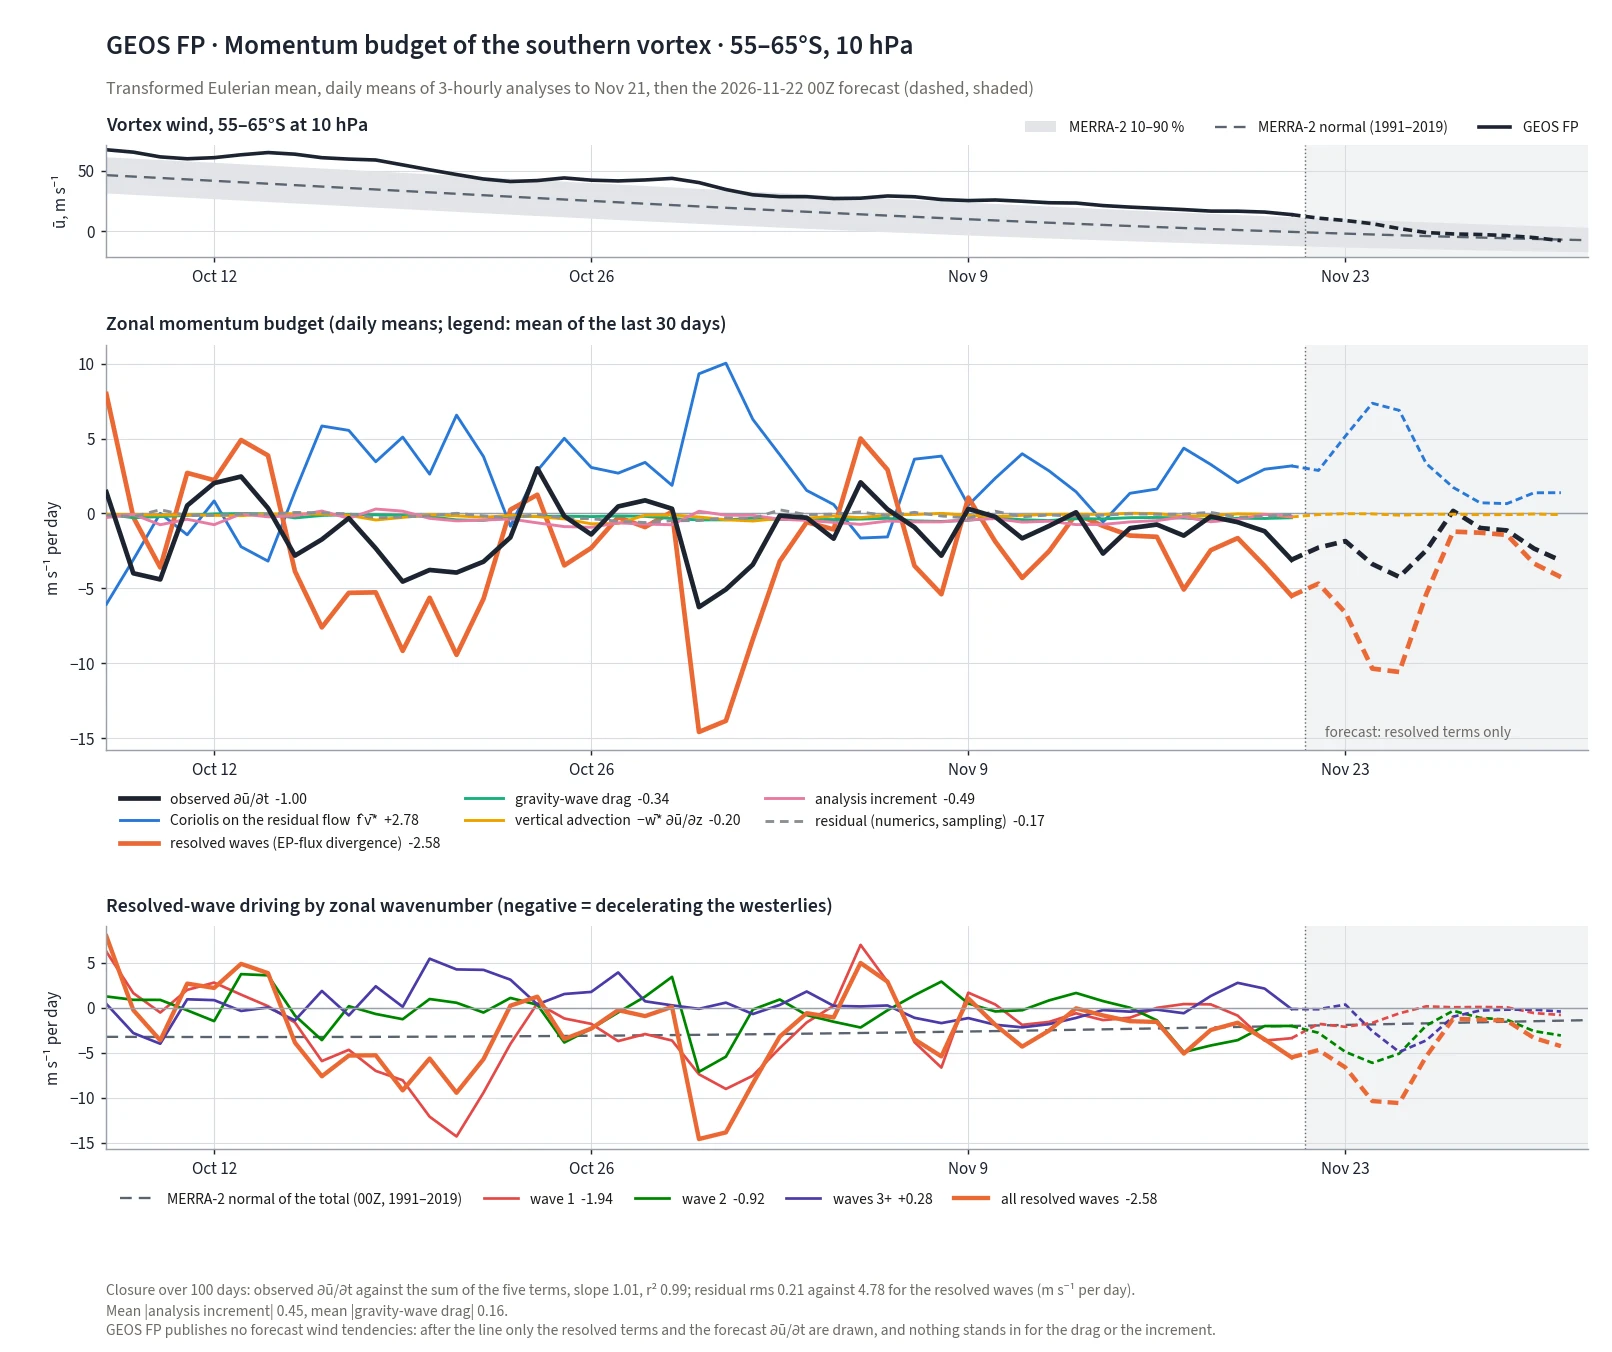 GEOS FP · Momentum budget of the southern vortex · 55–65°S, 10 hPa
Transformed Eulerian mean, daily means of 3-hourly analyses to Nov 21, then the 2026-11-22 00Z forecast (dashed, shaded)
Vortex wind, 55–65°S at 10 hPa
MERRA-2 10–90 %
MERRA-2 normal (1991–2019)
GEOS FP
ū, m s⁻¹
50
0
Oct 12
Oct 26
Nov 9
Nov 23
Zonal momentum budget (daily means; legend: mean of the last 30 days)
m s⁻¹ per day
10
5
0
−5
−10
−15
forecast: resolved terms only
Oct 12
Oct 26
Nov 9
Nov 23
observed ∂ū/∂t -1.00
Coriolis on the residual flow f v̄* +2.78
resolved waves (EP-flux divergence) -2.58
gravity-wave drag -0.34
vertical advection −w̄* ∂ū/∂z -0.20
analysis increment -0.49
residual (numerics, sampling) -0.17
Resolved-wave driving by zonal wavenumber (negative = decelerating the westerlies)
m s⁻¹ per day
5
0
−5
−10
−15
Oct 12
Oct 26
Nov 9
Nov 23
MERRA-2 normal of the total (00Z, 1991–2019)
wave 1 -1.94
wave 2 -0.92
waves 3+ +0.28
all resolved waves -2.58
Closure over 100 days: observed ∂ū/∂t against the sum of the five terms, slope 1.01, r² 0.99; residual rms 0.21 against 4.78 for the resolved waves (m s⁻¹ per day).
Mean |analysis increment| 0.45, mean |gravity-wave drag| 0.16.
GEOS FP publishes no forecast wind tendencies: after the line only the resolved terms and the forecast ∂ū/∂t are drawn, and nothing stands in for the drag or the increment.